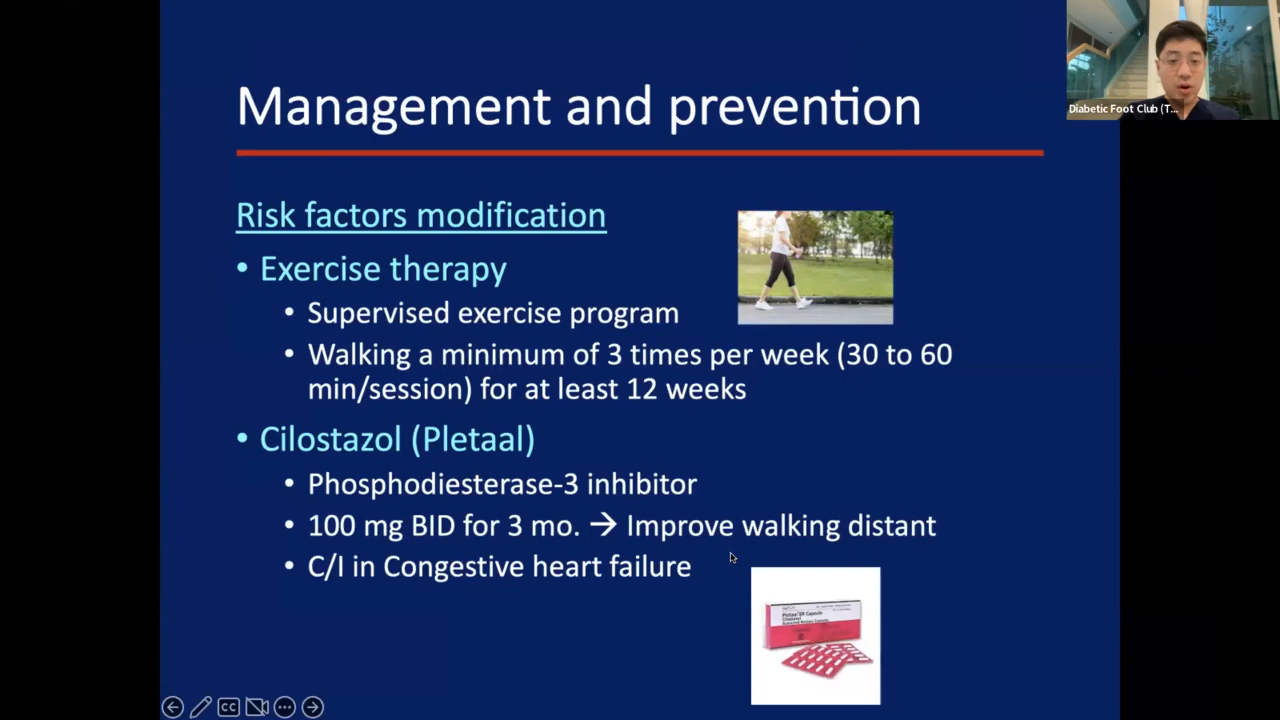 Management and prevention
Diabetic Foot Club (T...
Risk factors modification
• Exercise therapy
• Supervised exercise program
• Walking a minimum of 3 times per week (30 to 60
min/session) for at least 12 weeks
• Cilostazol (Pletaal)
• Phosphodiesterase-3 inhibitor
• 100 mg BID for 3 mo. → Improve walking distant
• C/I in Congestive heart failure
CC